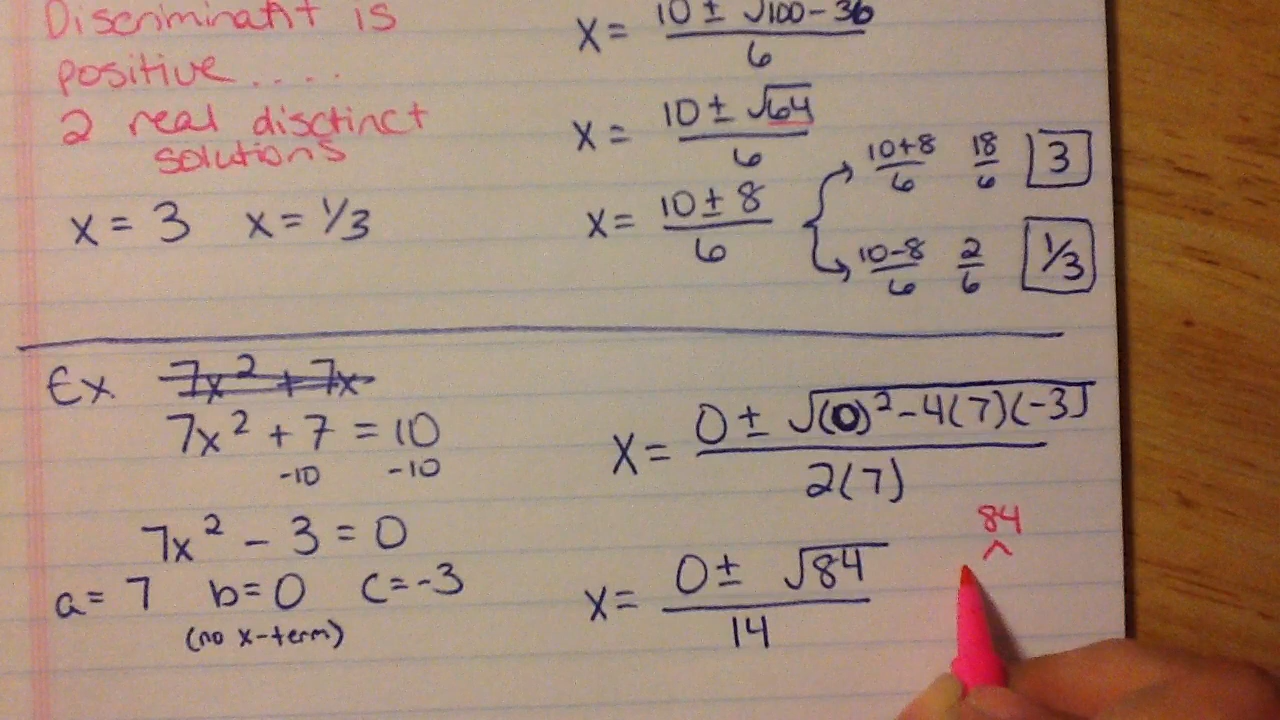 Discriminant is
positive....
2 real disctinct
solutions
x = 3 x = 1/3
x = 10 ± √100 - 36 / 6
x = 10 ± √64 / 6
x = 10 ± 8 / 6
10+8 / 6 18 / 6 3
10-8 / 6 2 / 6 1/3
Ex. 7x² + 7x
7x² + 7 = 10
-10 -10
7x² - 3 = 0
a = 7 b = 0 c = -3
(no x-term)
x = 0 ± √(0)² - 4(7)(-3) / 2(7)
x = 0 ± √84 / 14
84